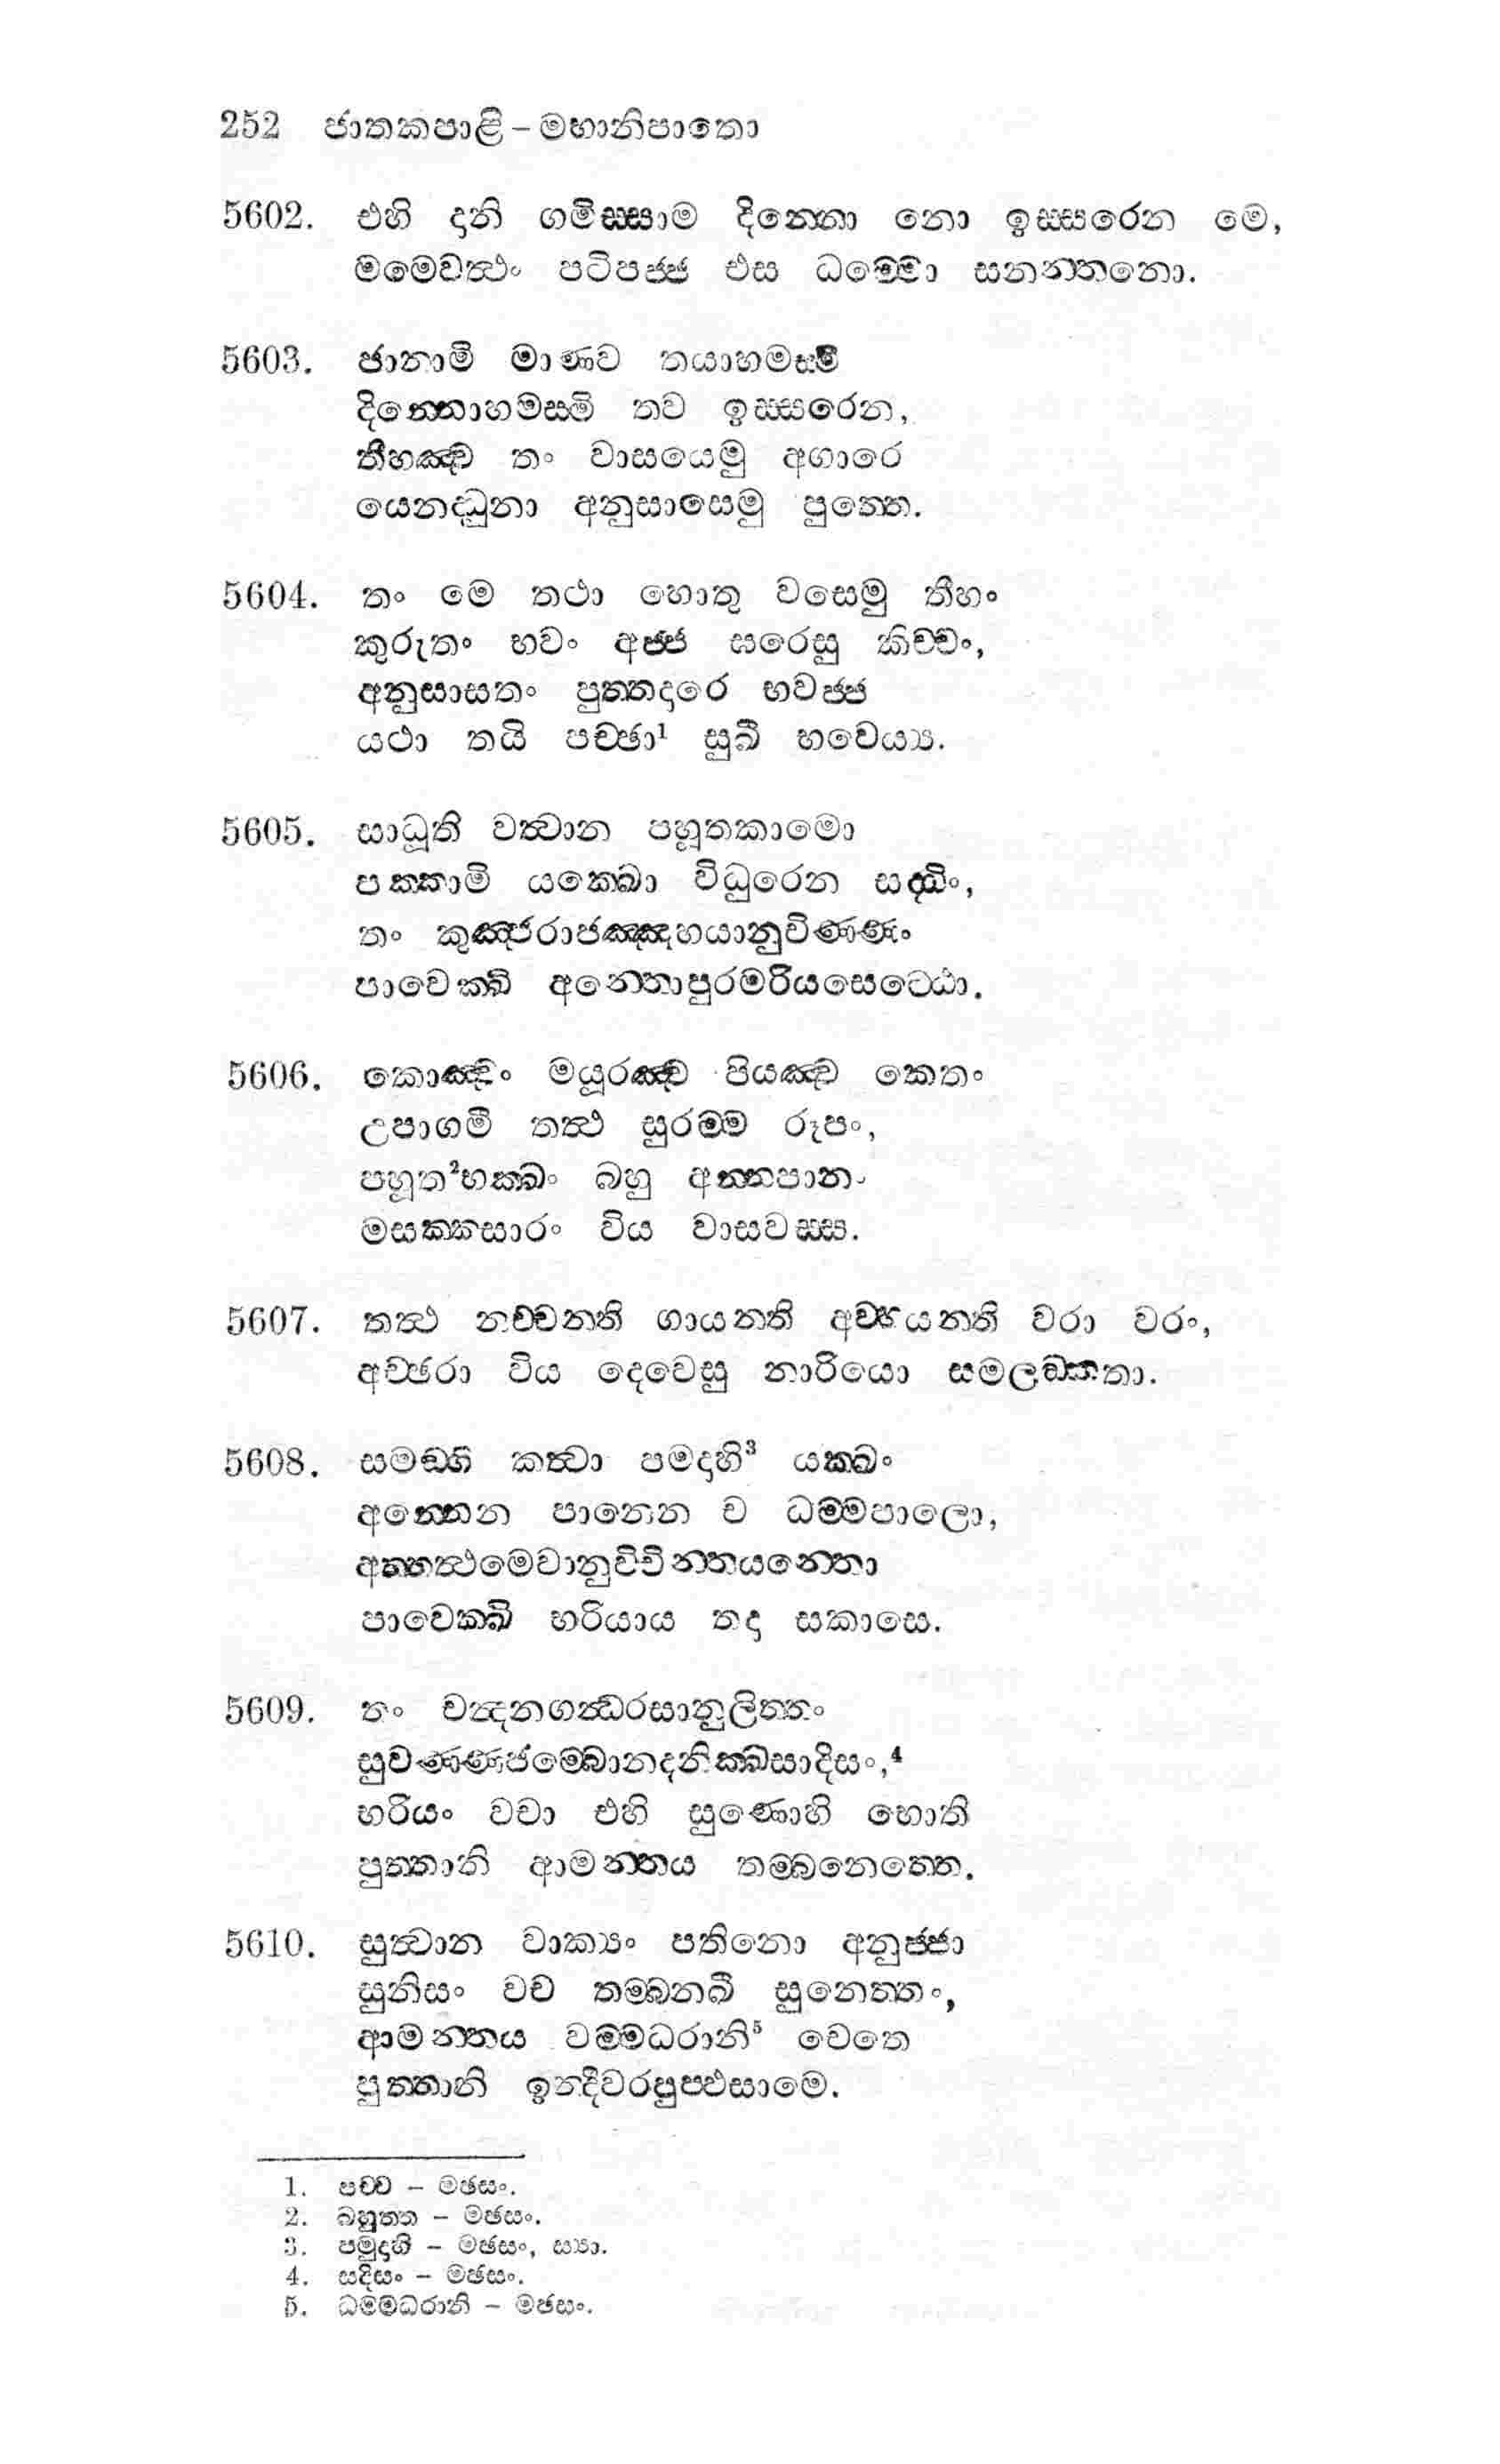 252 ජාතකපාළි – මහානිපාතො
5602. එහි දානි ගමිස්සාම දින්නො නො ඉස්සරෙන මෙ,
මමෙවත්ථං පටිපජ්ජ එස ධම්මො සනන්තනො.
5603. ජානාමි මාණව තයාහමස්මි
දින්නොහමස්මි තව ඉස්සරෙන,
තීහඤ්ච තං වාසයෙමු අගාරෙ
යෙනද්ධුනා අනුසාසෙමු පුත්තෙ.
5604. තං මෙ තථා හොතු වසෙමු තීහං
කුරුතං භවං අජ්ජ ඝරෙසු කිච්චං,
අනුසාසතං පුත්තදාරෙ භවජ්ජ
යථා තයි පච්ඡා¹ සුඛී භවෙය්‍ය.
5605. සාධූති වත්වාන පහූතකාමො
පක්කාමි යක්ඛො විධුරෙන සද්ධිං,
තං කුඤ්ජරාජඤ්ඤහයානුචිණ්ණං
පාවෙක්ඛි අන්තොපුරමරියසෙට්ඨො.
5606. කොඤ්චං මයූරඤ්ච පියඤ්ච කෙතං
උපාගමී තත්ථ සුරම්ම රූපං,
පහූත²භක්ඛං බහු අන්නපානං
මසක්කසාරං විය වාසවස්ස.
5607. තත්ථ නච්චන්ති ගායන්ති අව්හයන්ති වරා වරං,
අච්ඡරා විය දෙවෙසු නාරියො සමලඞ්කතා.
5608. සමඞ්ගි කත්වා පමදාහි³ යක්ඛං
අන්නෙන පානෙන ච ධම්මපාලො,
අත්තත්ථමෙවානුවිචින්තයන්තො
පාවෙක්ඛි භරියාය තදා සකාසෙ.
5609. තං චන්දනගන්ධරසානුලිත්තං
සුවණ්ණජම්බොනදනික්ඛසාදිසං,⁴
භරියං වචා එහි සුණොහි භොති
පුත්තානි ආමන්තය තම්බනෙත්තෙ.
5610. සුත්වාන වාක්‍යං පතිනො අනුජ්ජා
සුනිසං වච තම්බනඛී සුනෙත්තං,
ආමන්තය වම්මධරානි⁵ චෙතෙ
පුත්තානි ඉන්දීවරපුප්ඵසාමෙ.
1. පච්ච – මඡසං.
2. බහුත්ත – මඡසං.
3. පමුදාහි – මඡසං, ස්‍යා.
4. සදිසං – මඡසං.
5. ධම්මධරානි – මඡසං.